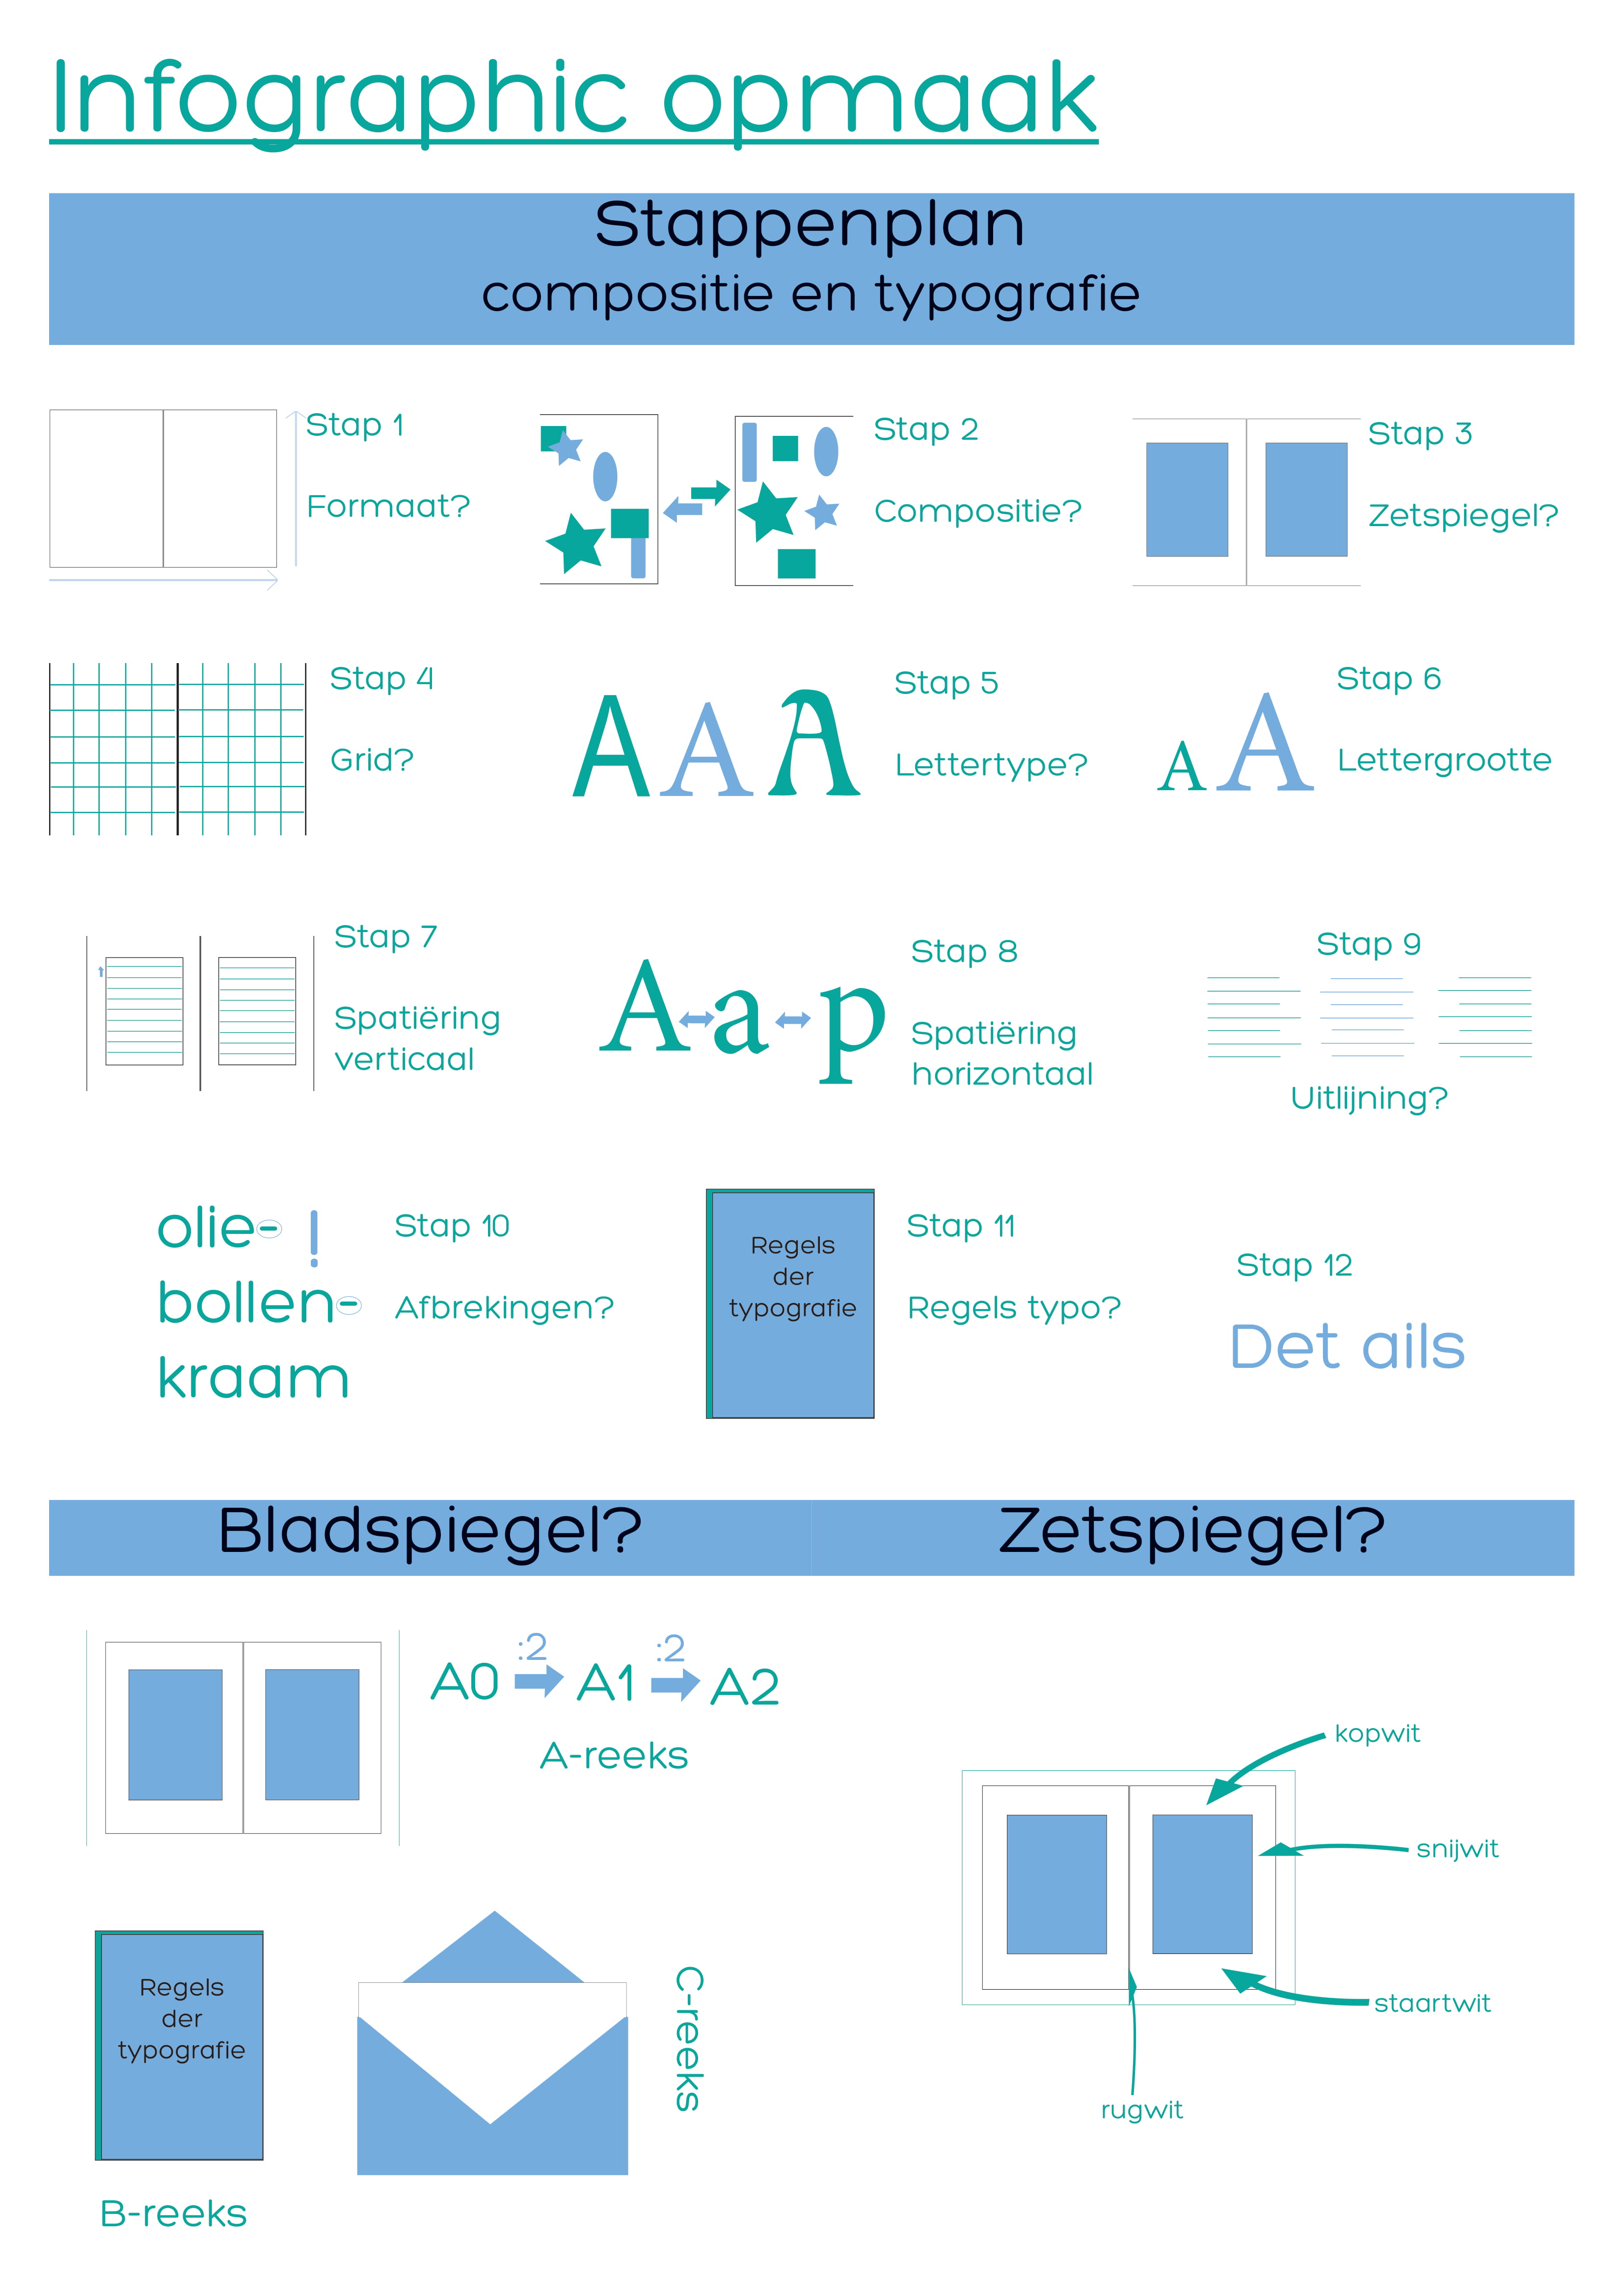 Infographic opmaak
Stappenplan
compositie en typografie
Stap 1
Formaat?
Stap 2
Compositie?
Stap 3
Zetspiegel?
Stap 4
Grid?
A A A
Stap 5
Lettertype?
A A
Stap 6
Lettergrootte
Stap 7
Spatiëring
verticaal
A a p
Stap 8
Spatiëring
horizontaal
Stap 9
Uitlijning?
olie- !
bollen-
kraam
Stap 10
Afbrekingen?
Regels
der
typografie
Stap 11
Regels typo?
Stap 12
Det ails
Bladspiegel?
Zetspiegel?
:2 :2
A0 A1 A2
A-reeks
Regels
der
typografie
B-reeks
C-reeks
kopwit
snijwit
staartwit
rugwit